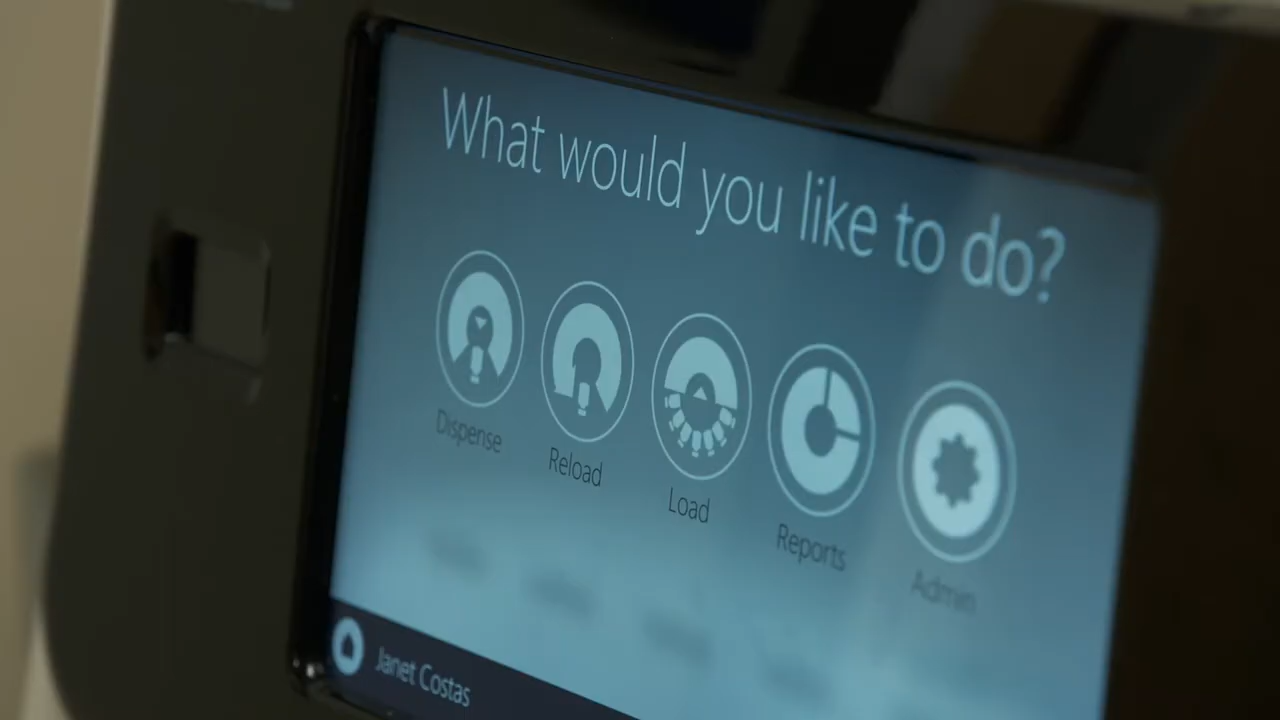 What would you like to do?
Dispense
Reload
Load
Reports
Admin
Janet Costas